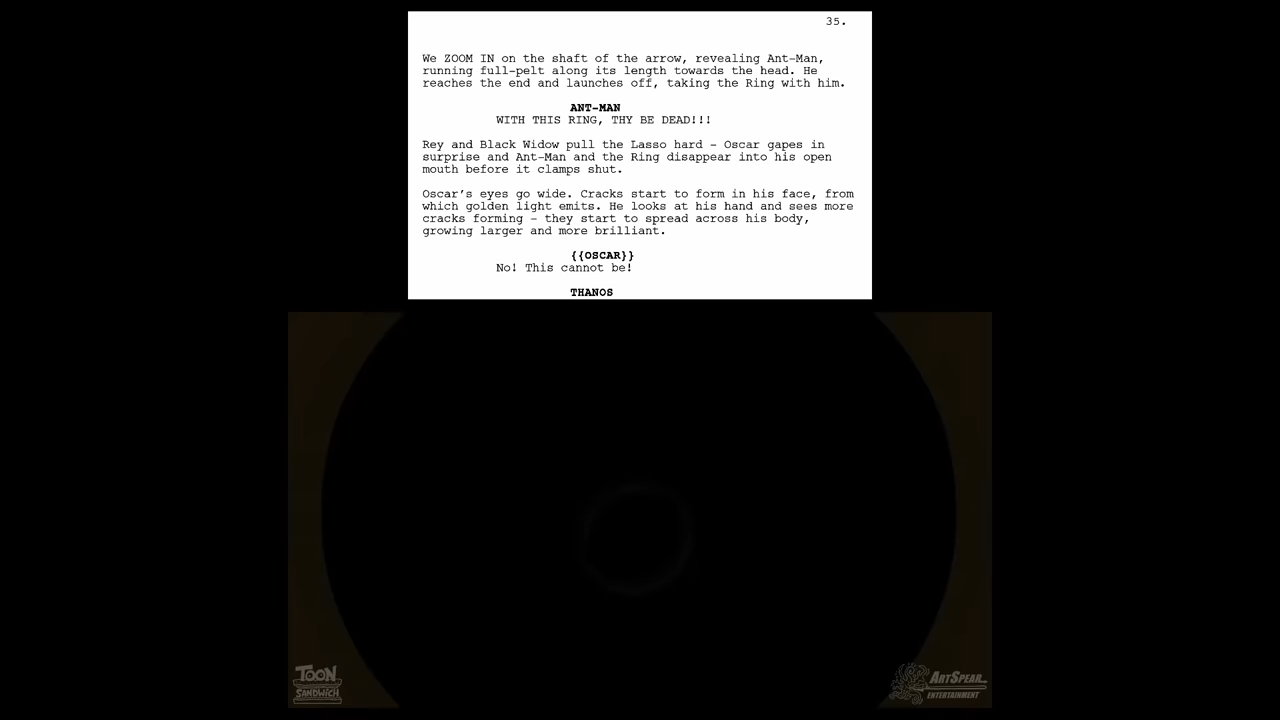 35.
We ZOOM IN on the shaft of the arrow, revealing Ant-Man,
running full-pelt along its length towards the head. He
reaches the end and launches off, taking the Ring with him.
ANT-MAN
WITH THIS RING, THY BE DEAD!!!
Rey and Black Widow pull the Lasso hard - Oscar gapes in
surprise and Ant-Man and the Ring disappear into his open
mouth before it clamps shut.
Oscar's eyes go wide. Cracks start to form in his face, from
which golden light emits. He looks at his hand and sees more
cracks forming - they start to spread across his body,
growing larger and more brilliant.
{{OSCAR}}
No! This cannot be!
THANOS
TOON
SANDWICH
ARTSPEAR
ENTERTAINMENT